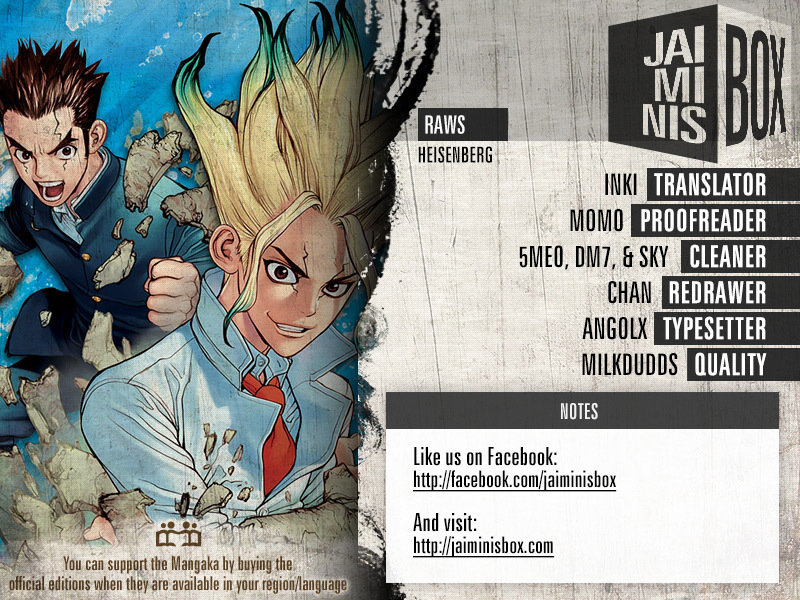 JAI
MI
NIS
BOX
RAWS
HEISENBERG
INKI TRANSLATOR
MOMO PROOFREADER
5MEO, DM7, & SKY CLEANER
CHAN REDRAWER
ANGOLX TYPESETTER
MILKDUDDS QUALITY
NOTES
Like us on Facebook:
http://facebook.com/jaiminisbox
And visit:
http://jaiminisbox.com
You can support the Mangaka by buying the
official editions when they are available in your region/language